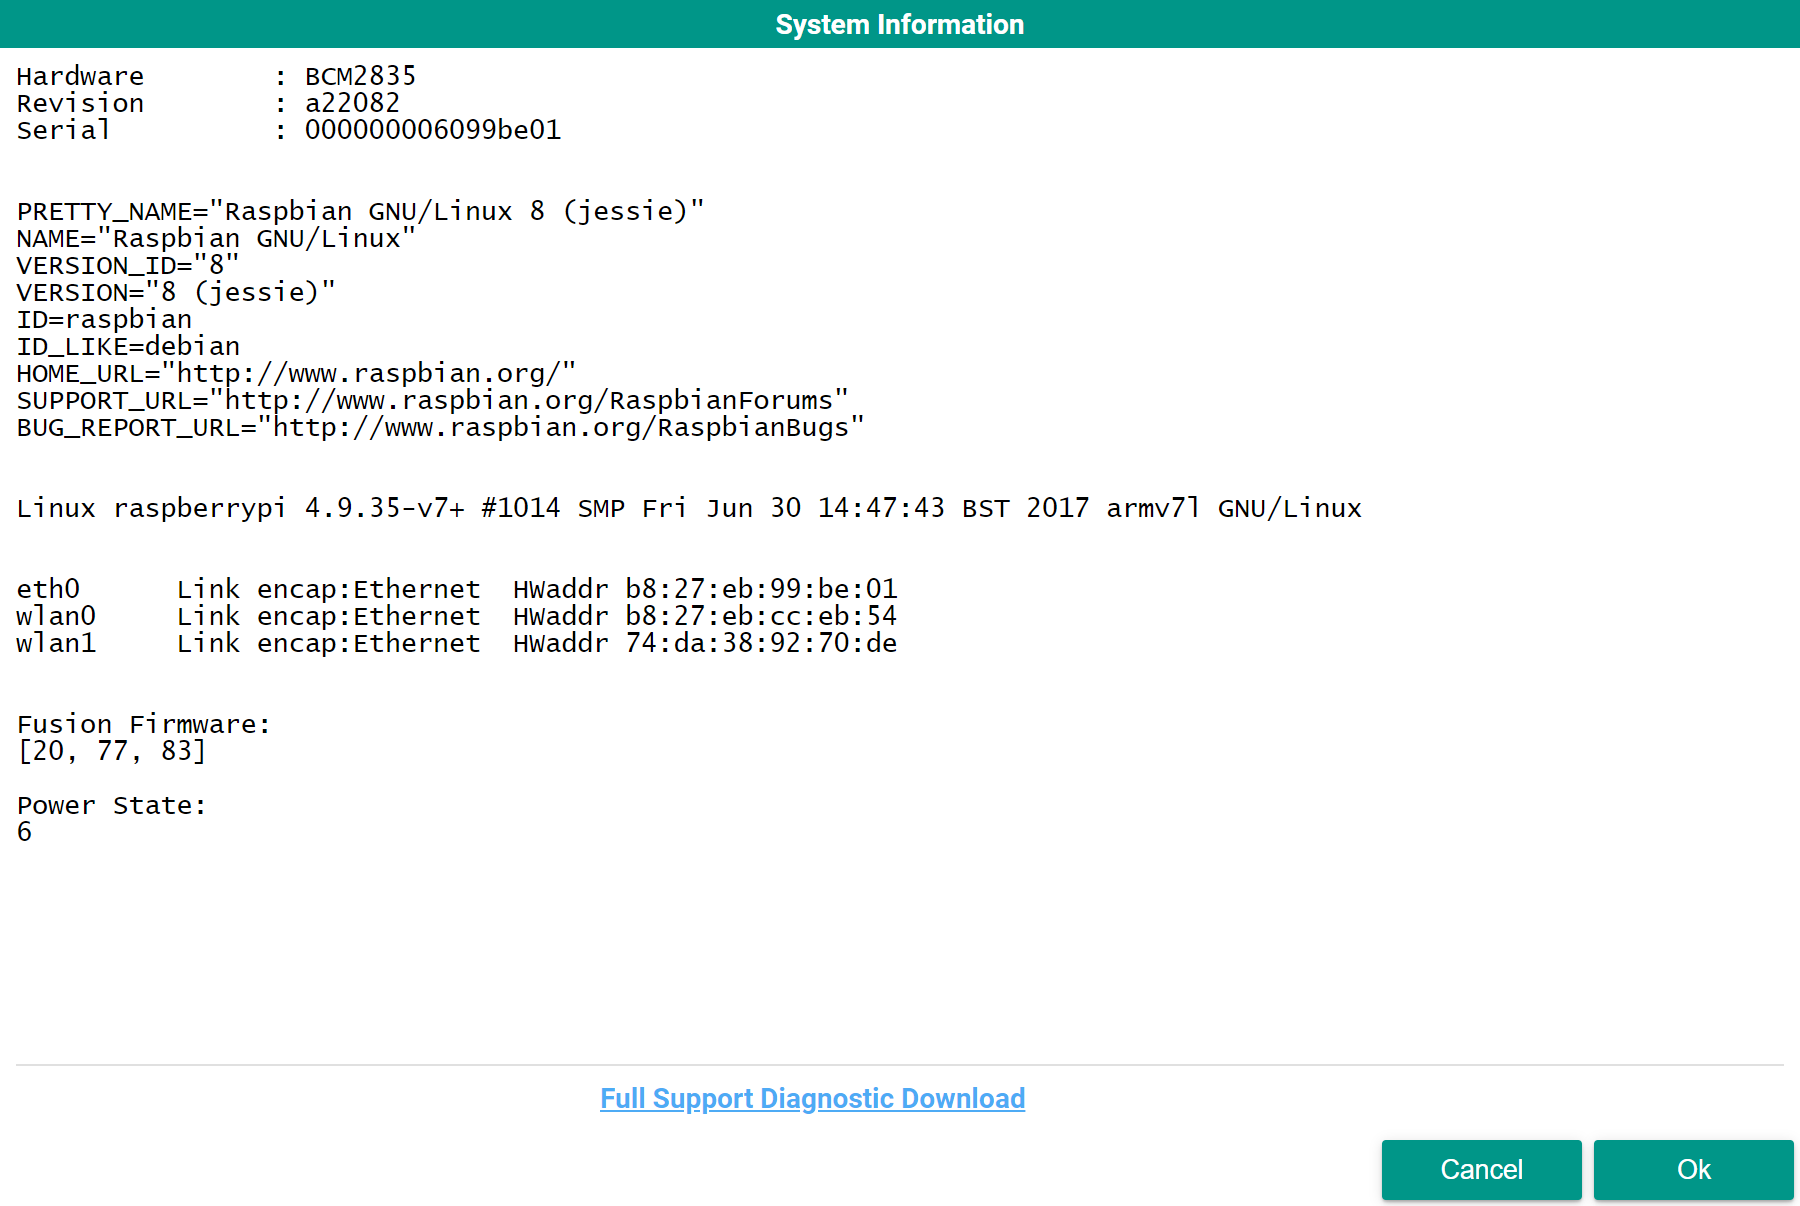 System Information
Hardware        : BCM2835
Revision        : a22082
Serial          : 000000006099be01
PRETTY_NAME="Raspbian GNU/Linux 8 (jessie)"
NAME="Raspbian GNU/Linux"
VERSION_ID="8"
VERSION="8 (jessie)"
ID=raspbian
ID_LIKE=debian
HOME_URL="http://www.raspbian.org/"
SUPPORT_URL="http://www.raspbian.org/RaspbianForums"
BUG_REPORT_URL="http://www.raspbian.org/RaspbianBugs"
Linux raspberrypi 4.9.35-v7+ #1014 SMP Fri Jun 30 14:47:43 BST 2017 armv7l GNU/Linux
eth0      Link encap:Ethernet  HWaddr b8:27:eb:99:be:01
wlan0     Link encap:Ethernet  HWaddr b8:27:eb:cc:eb:54
wlan1     Link encap:Ethernet  HWaddr 74:da:38:92:70:de
Fusion Firmware:
[20, 77, 83]
Power State:
6
Full Support Diagnostic Download
Cancel
Ok